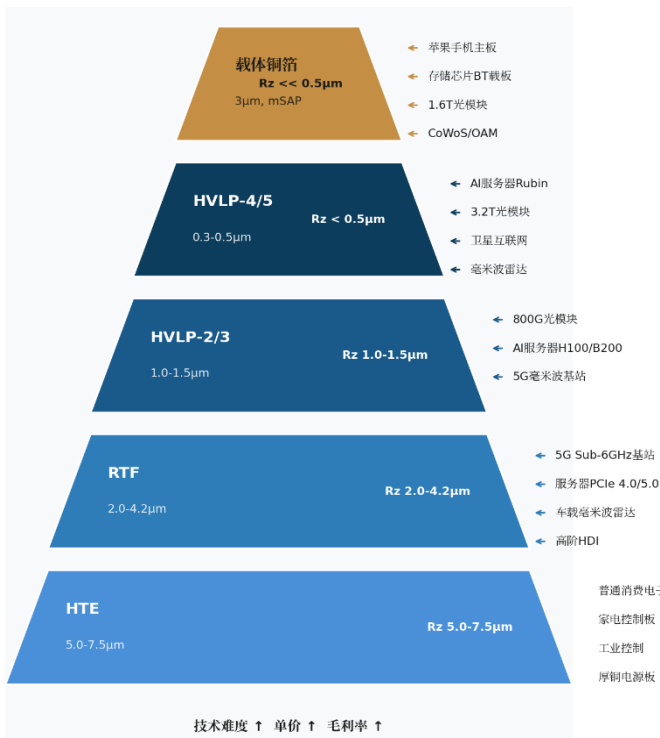 载体铜箔
Rz << 0.5μm
3μm, mSAP
← 苹果手机主板
← 存储芯片BT载板
← 1.6T光模块
← CoWoS/OAM
HVLP-4/5
Rz < 0.5μm
0.3-0.5μm
← AI服务器Rubin
← 3.2T光模块
← 卫星互联网
← 毫米波雷达
HVLP-2/3
Rz 1.0-1.5μm
1.0-1.5μm
← 800G光模块
← AI服务器H100/B200
← 5G毫米波基站
RTF
Rz 2.0-4.2μm
2.0-4.2μm
← 5G Sub-6GHz基站
← 服务器PCIe 4.0/5.0
← 车载毫米波雷达
← 高阶HDI
HTE
Rz 5.0-7.5μm
5.0-7.5μm
普通消费电子
家电控制板
工业控制
厚铜电源板
技术难度 ↑ 单价 ↑ 毛利率 ↑